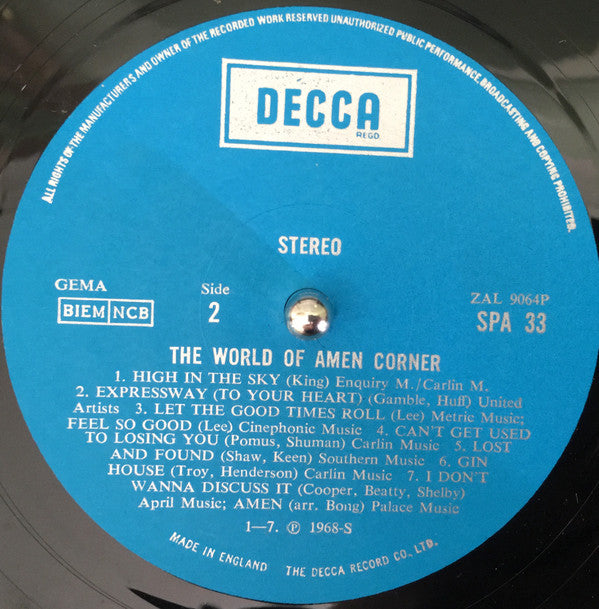 ALL RIGHTS OF THE MANUFACTURERS AND OWNER OF THE RECORDED WORK RESERVED UNAUTHORIZED PUBLIC PERFORMANCE, BROADCASTING AND COPYING PROHIBITED.
DECCA
REGD
STEREO
GEMA
BIEM NCB
Side
2
ZAL 9064P
SPA 33
THE WORLD OF AMEN CORNER
1. HIGH IN THE SKY (King) Enquiry M./Carlin M.
2. EXPRESSWAY (TO YOUR HEART) (Gamble, Huff) United
Artists 3. LET THE GOOD TIMES ROLL (Lee) Metric Music;
FEEL SO GOOD (Lee) Cinephonic Music 4. CAN'T GET USED
TO LOSING YOU (Pomus, Shuman) Carlin Music 5. LOST
AND FOUND (Shaw, Keen) Southern Music 6. GIN
HOUSE (Troy, Henderson) Carlin Music 7. I DON'T
WANNA DISCUSS IT (Cooper, Beatty, Shelby)
April Music; AMEN (arr. Bong) Palace Music
1—7. ℗ 1968-S
MADE IN ENGLAND THE DECCA RECORD CO., LTD.